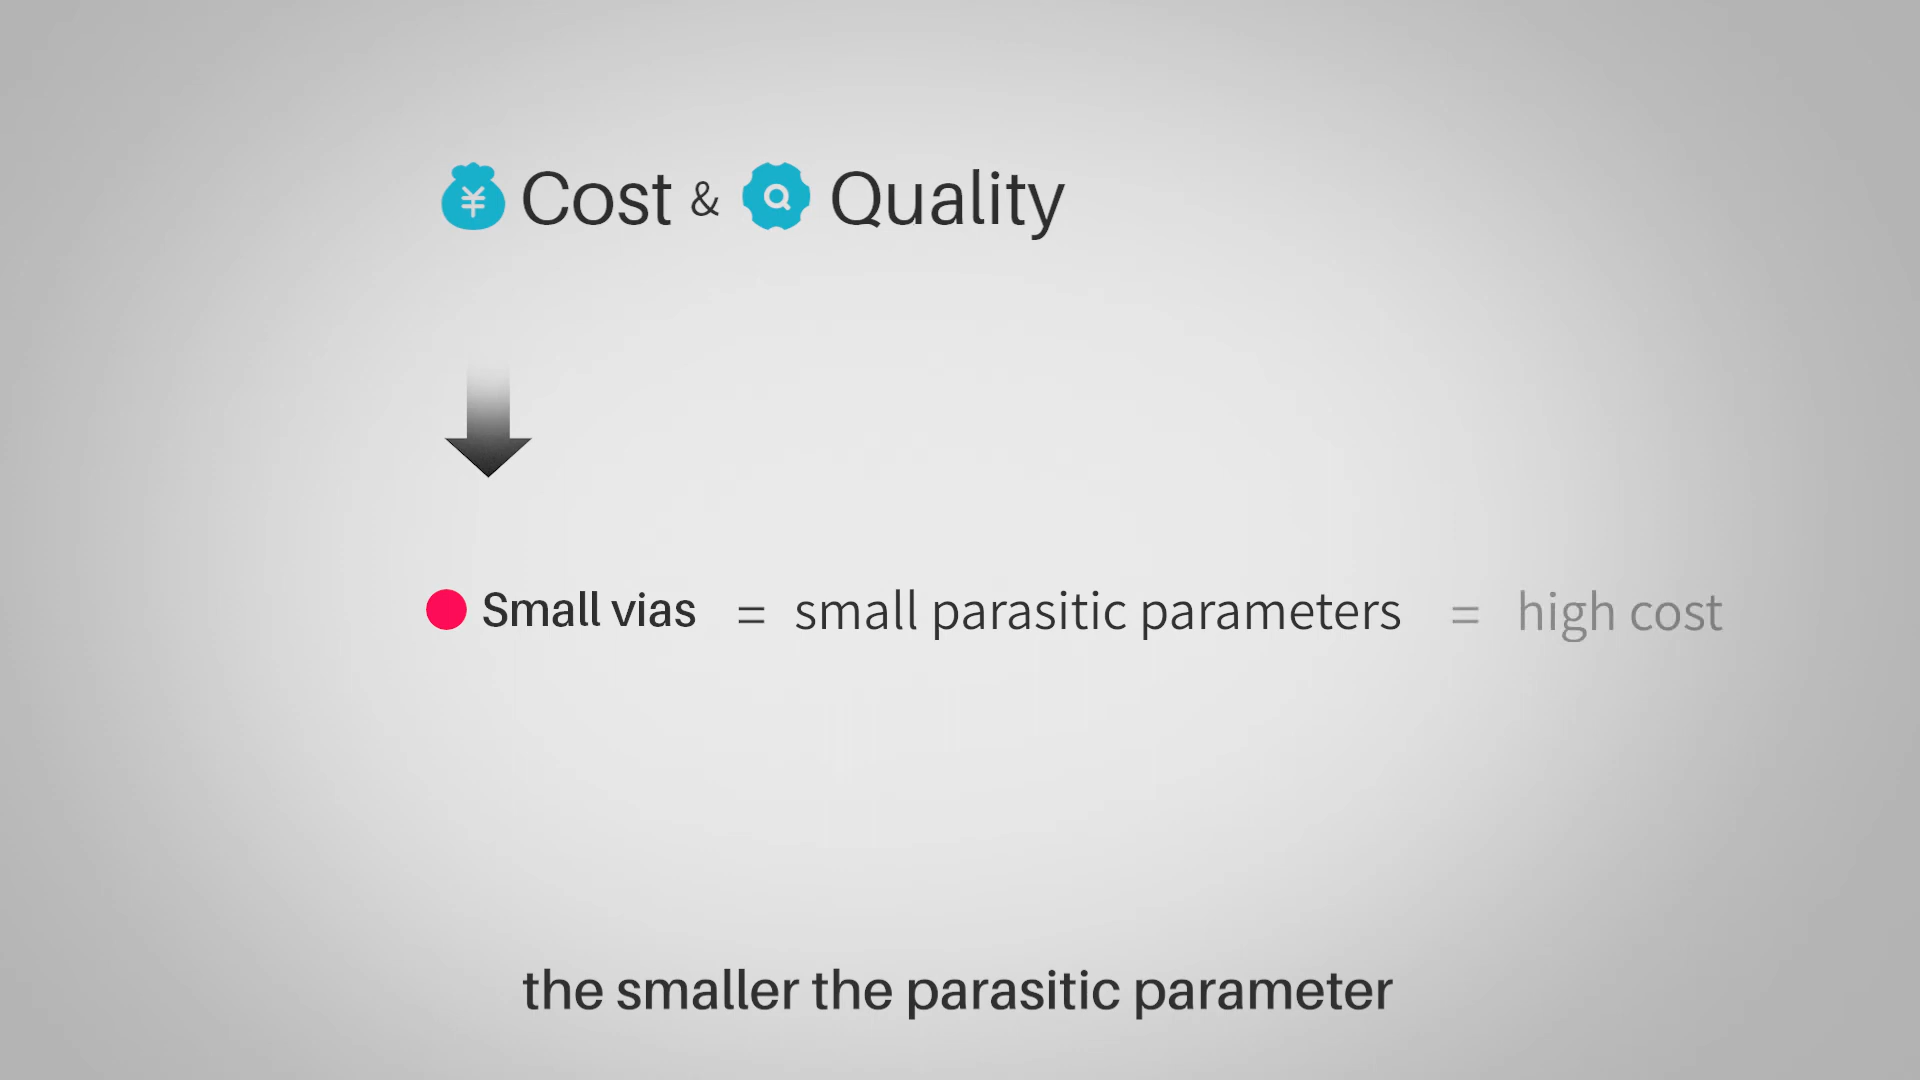 ¥ Cost & Q Quality
Small vias = small parasitic parameters = high cost
the smaller the parasitic parameter